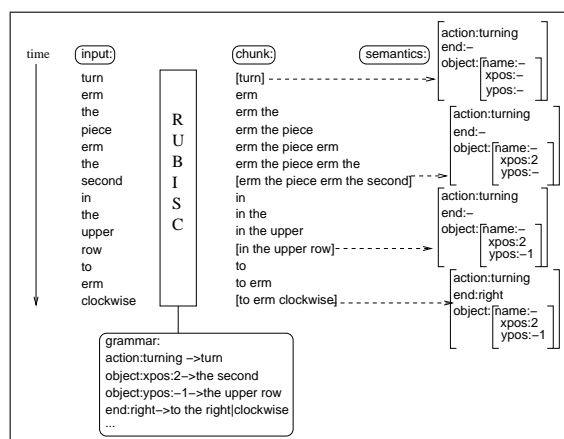 time
input:
chunk:
semantics:
turn
erm
the
piece
erm
the
second
in
the
upper
row
to
erm
clockwise
R
U
B
I
S
C
[turn]
erm
erm the
erm the piece
erm the piece erm
erm the piece erm the
[erm the piece erm the second]
in
in the
in the upper
[in the upper row]
to
to erm
[to erm clockwise]
action:turning
end:–
object: name:–
xpos:–
ypos:–
action:turning
end:–
object: name:–
xpos:2
ypos:–
action:turning
end:–
object: name:–
xpos:2
ypos:–1
action:turning
end:right
object: name:–
xpos:2
ypos:–1
grammar:
action:turning –>turn
object:xpos:2–>the second
object:ypos:–1–>the upper row
end:right–>to the right|clockwise
...